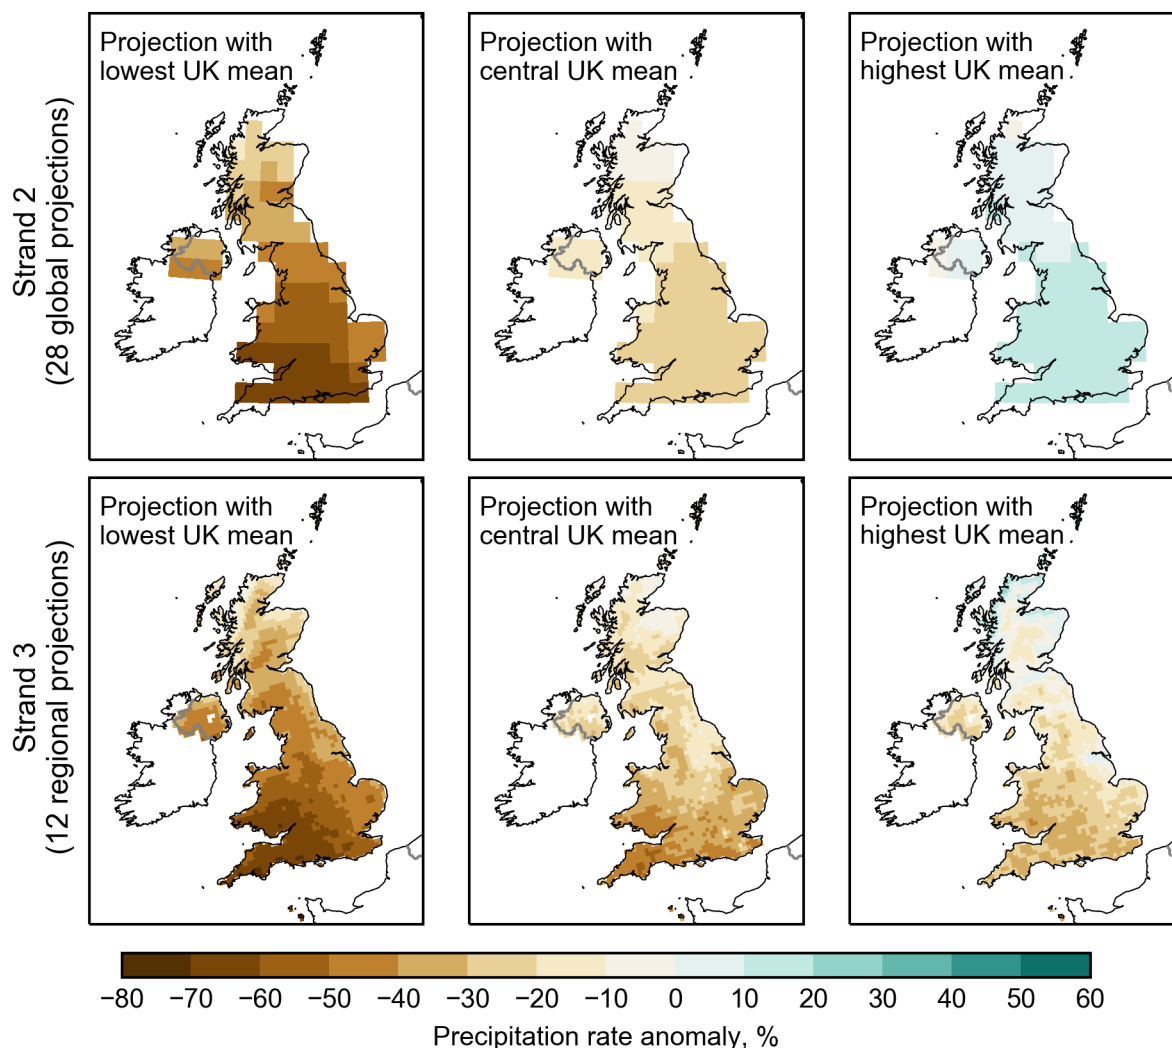 Projection with
lowest UK mean
Projection with
central UK mean
Projection with
highest UK mean
Strand 2
(28 global projections)
Projection with
lowest UK mean
Projection with
central UK mean
Projection with
highest UK mean
Strand 3
(12 regional projections)
−80 −70 −60 −50 −40 −30 −20 −10 0 10 20 30 40 50 60
Precipitation rate anomaly, %